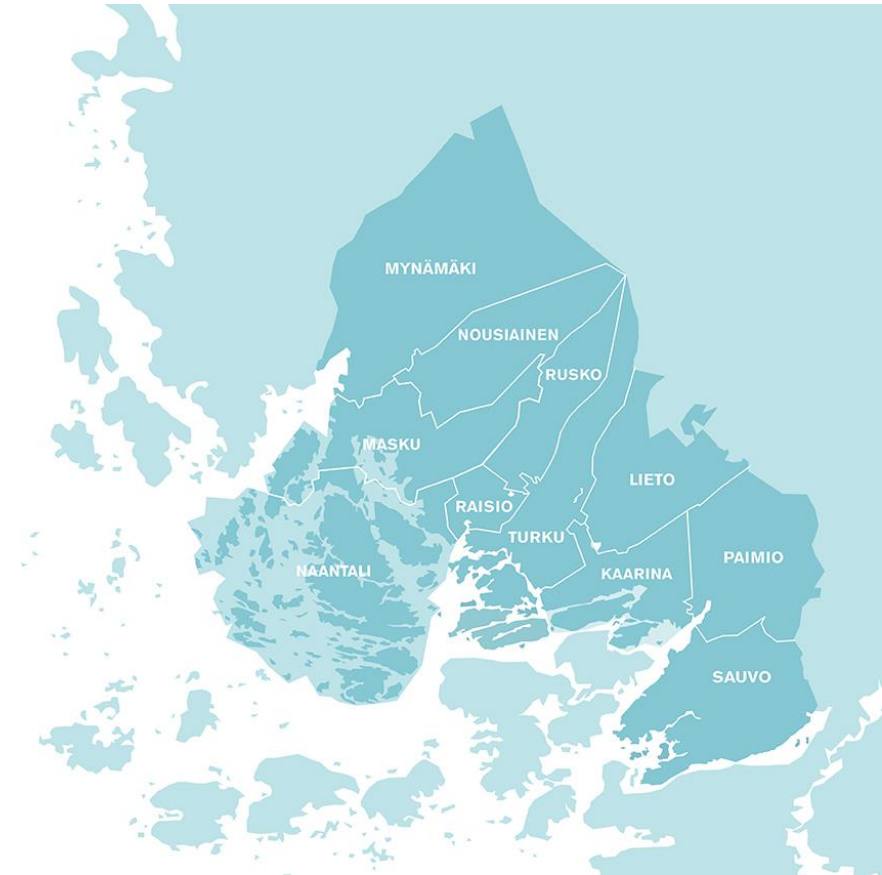 MYNÄMÄKI
NOUSIAINEN
RUSKO
MASKU
LIETO
RAISIO
TURKU
PAIMIO
NAANTALI
KAARINA
SAUVO